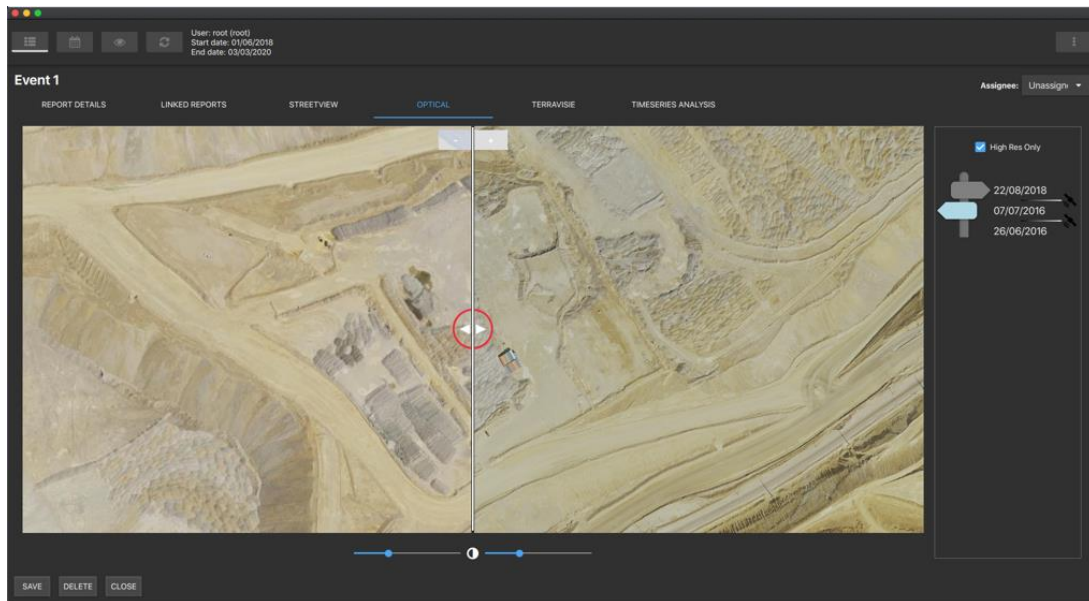 User: root (root)
Start date: 01/06/2018
End date: 03/03/2020
Event 1
Assignee: Unassign
REPORT DETAILS LINKED REPORTS STREETVIEW OPTICAL TERRAVISIE TIMESERIES ANALYSIS
- +
High Res Only
22/08/2018
07/07/2016
26/06/2016
SAVE DELETE CLOSE